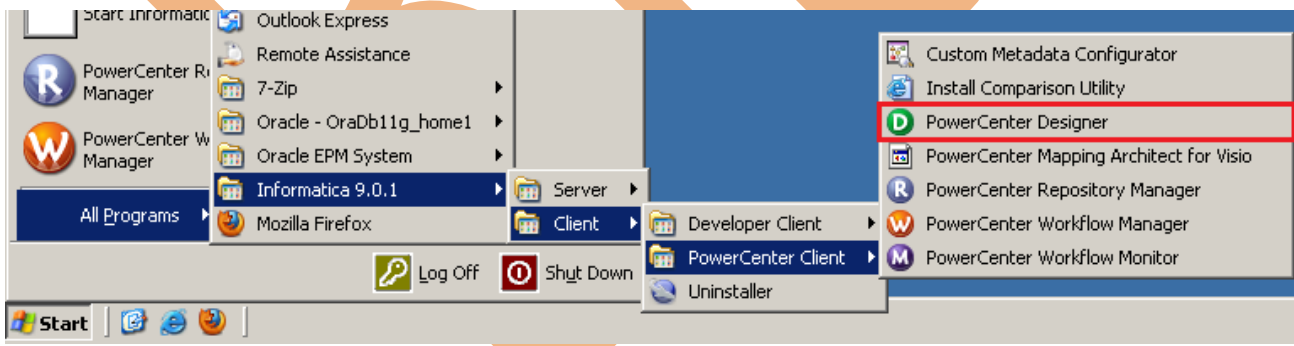 Start Informatic
PowerCenter R
Manager
PowerCenter W
Manager
All Programs
Outlook Express
Remote Assistance
7-Zip
Oracle - OraDb11g_home1
Oracle EPM System
Informatica 9.0.1
Mozilla Firefox
Server
Client
Developer Client
PowerCenter Client
Uninstaller
Custom Metadata Configurator
Install Comparison Utility
PowerCenter Designer
PowerCenter Mapping Architect for Visio
PowerCenter Repository Manager
PowerCenter Workflow Manager
PowerCenter Workflow Monitor
Log Off
Shut Down
Start